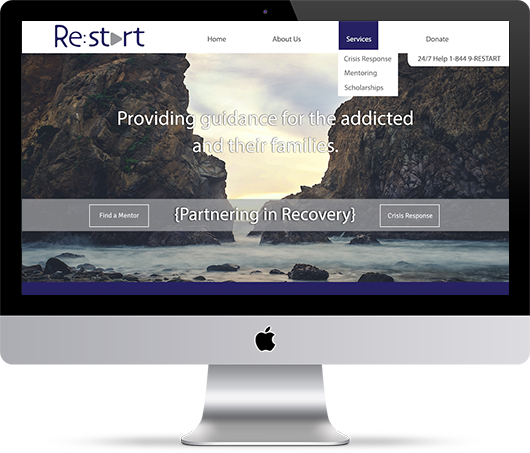 Re:start
Home About Us Services Donate
24/7 Help 1-844 9-RESTART
Crisis Response
Mentoring
Scholarships
Providing guidance for the addicted
and their families.
Find a Mentor {Partnering in Recovery} Crisis Response